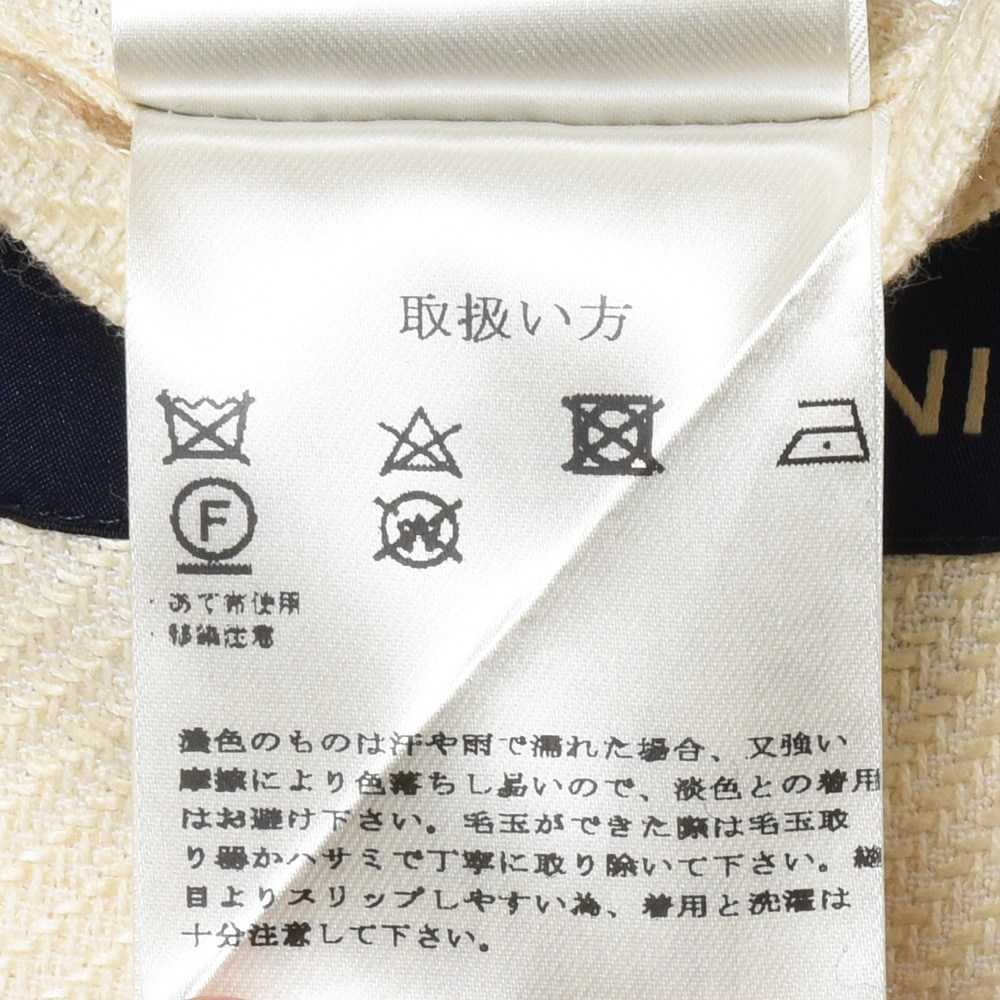 取扱い方
NI
F
W
・あて布使用
・移染注意
濃色のものは汗や雨で濡れた場合、又強い
摩擦により色落ちし易いので、淡色との着用
はお避け下さい。毛玉ができた際は毛玉取
り器かハサミで丁寧に取り除いて下さい。縫
目よりスリップしやすい為、着用と洗濯は
十分注意して下さい。